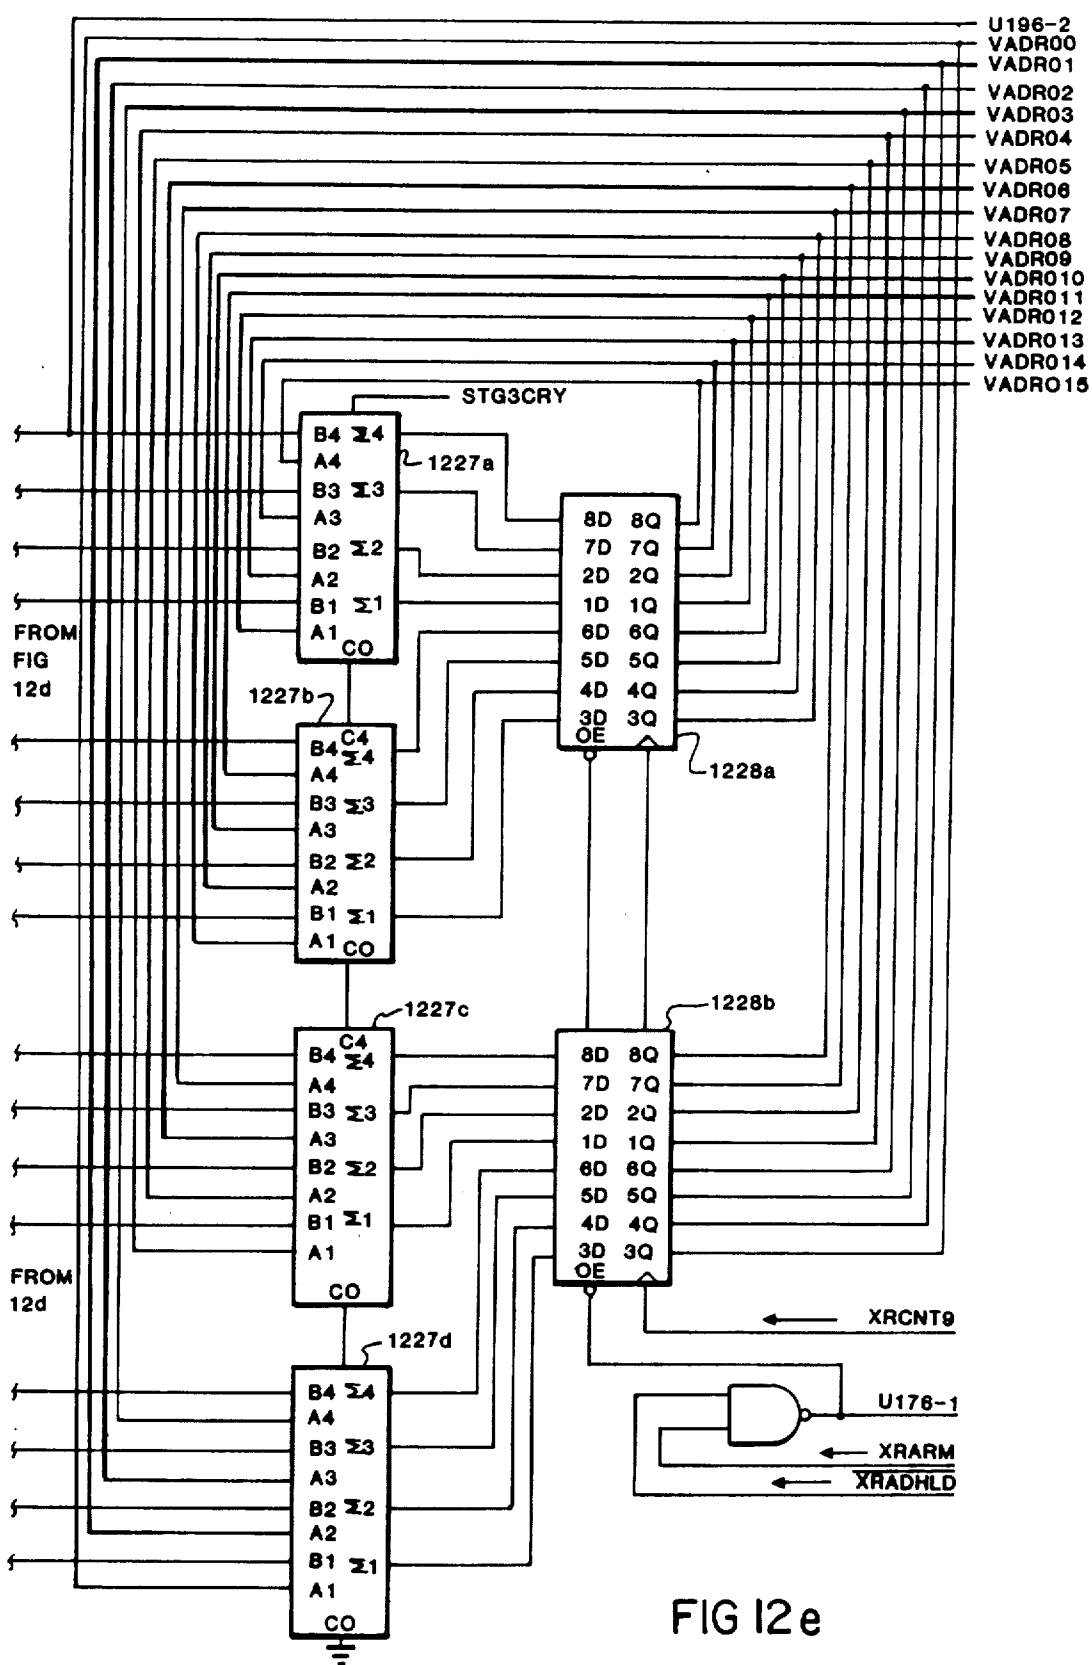 U196-2
VADR00
VADR01
VADR02
VADR03
VADR04
VADR05
VADR06
VADR07
VADR08
VADR09
VADR010
VADR011
VADR012
VADR013
VADR014
VADR015
STG3CRY
B4 Σ4
A4
1227a
B3 Σ3
A3
B2 Σ2
A2
B1 Σ1
A1
CO
8D 8Q
7D 7Q
2D 2Q
1D 1Q
6D 6Q
5D 5Q
4D 4Q
3D 3Q
OE
1228a
FROM
FIG
12d
1227b
C4
B4 Σ4
A4
B3 Σ3
A3
B2 Σ2
A2
B1 Σ1
A1 CO
1227c
C4
B4 Σ4
A4
B3 Σ3
A3
B2 Σ2
A2
B1 Σ1
A1
CO
1228b
8D 8Q
7D 7Q
2D 2Q
1D 1Q
6D 6Q
5D 5Q
4D 4Q
3D 3Q
OE
FROM
12d
1227d
B4 Σ4
A4
B3 Σ3
A3
B2 Σ2
A2
B1 Σ1
A1
CO
XRCNT9
U176-1
XRARM
XRADHLD
FIG 12e